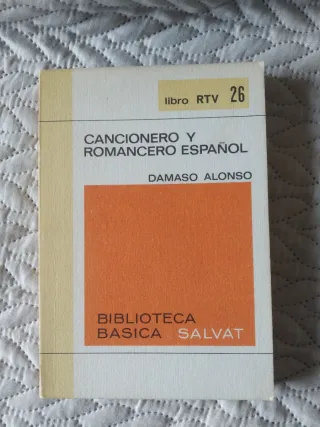 libro RTV 26
CANCIONERO Y
ROMANCERO ESPAÑOL
DAMASO ALONSO
BIBLIOTECA
BASICA SALVAT